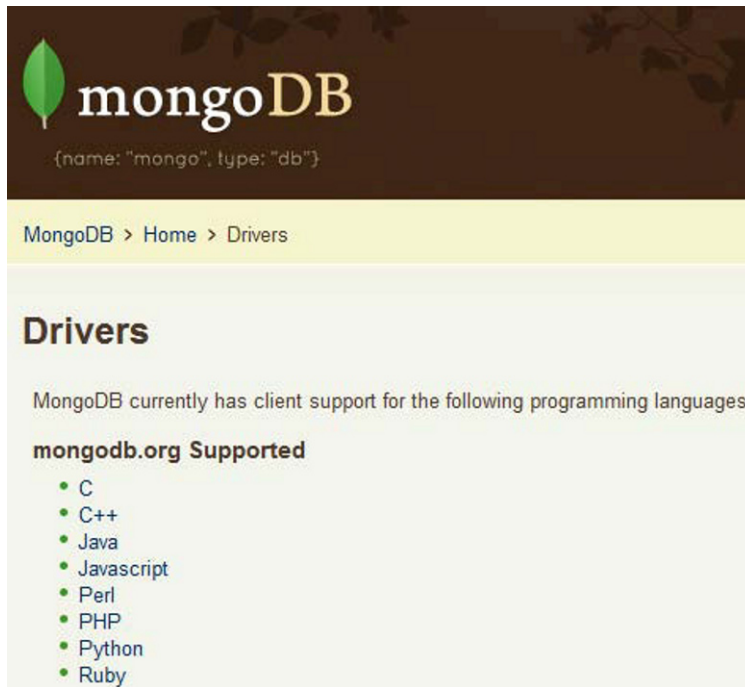 mongoDB
{name: "mongo", type: "db"}
MongoDB > Home > Drivers
Drivers
MongoDB currently has client support for the following programming languages
mongodb.org Supported
• C
• C++
• Java
• Javascript
• Perl
• PHP
• Python
• Ruby